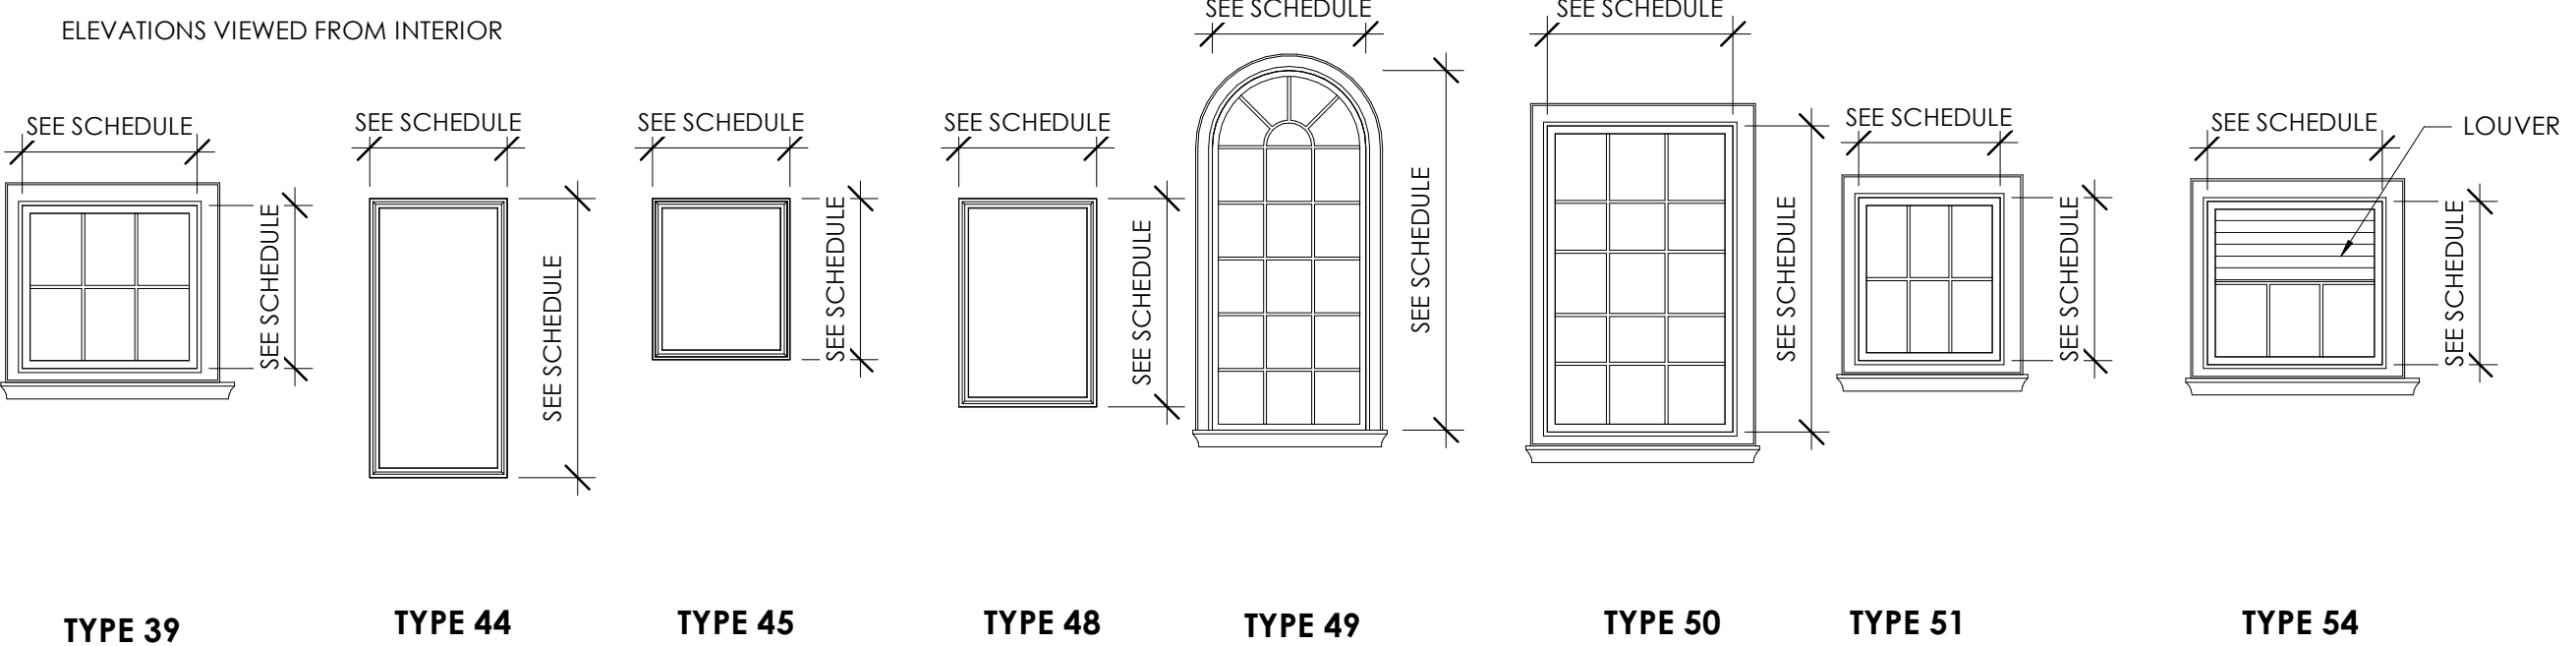 ELEVATIONS VIEWED FROM INTERIOR
SEE SCHEDULE
SEE SCHEDULE
TYPE 39
SEE SCHEDULE
SEE SCHEDULE
TYPE 44
SEE SCHEDULE
SEE SCHEDULE
TYPE 45
SEE SCHEDULE
SEE SCHEDULE
TYPE 48
SEE SCHEDULE
SEE SCHEDULE
TYPE 49
SEE SCHEDULE
SEE SCHEDULE
TYPE 50
SEE SCHEDULE
SEE SCHEDULE
TYPE 51
SEE SCHEDULE
LOUVER
SEE SCHEDULE
TYPE 54